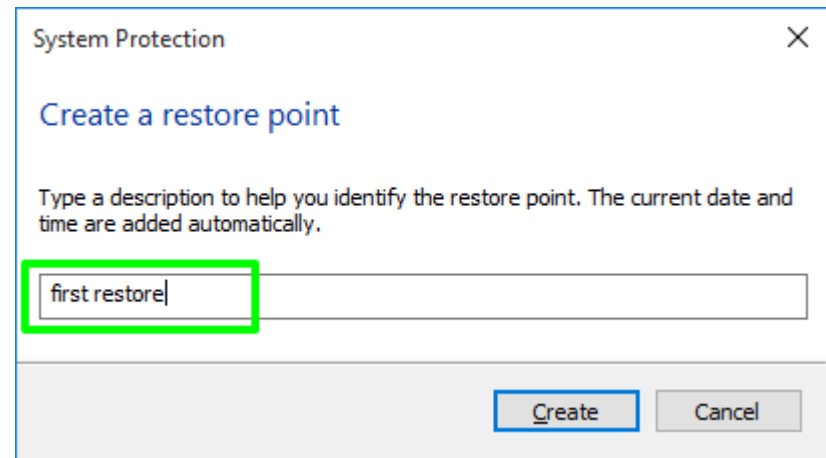 System Protection
Create a restore point
Type a description to help you identify the restore point. The current date and
time are added automatically.
first restore
Create Cancel